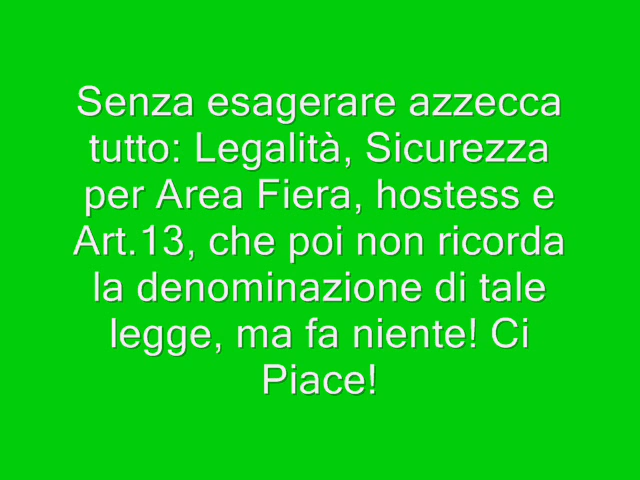 Senza esagerare azzecca
tutto: Legalità, Sicurezza
per Area Fiera, hostess e
Art.13, che poi non ricorda
la denominazione di tale
legge, ma fa niente! Ci
Piace!